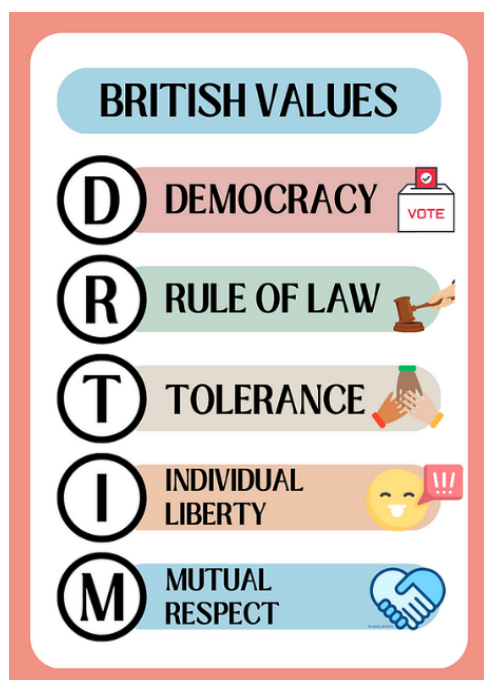 BRITISH VALUES
D DEMOCRACY
VOTE
R RULE OF LAW
T TOLERANCE
I INDIVIDUAL
LIBERTY
!!!
M MUTUAL
RESPECT